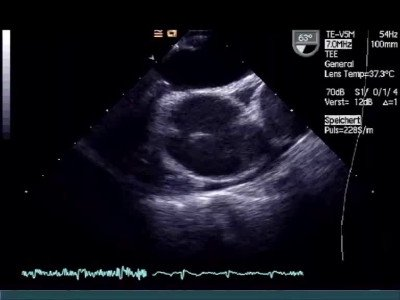 63°
TE-V5M 54Hz
7.0MHz 100mm
TEE
General
Lens Temp=37.3°C
70dB S1/ 0/1/4
Verst= 12dB Δ=1
Speichert
Puls=228S/m